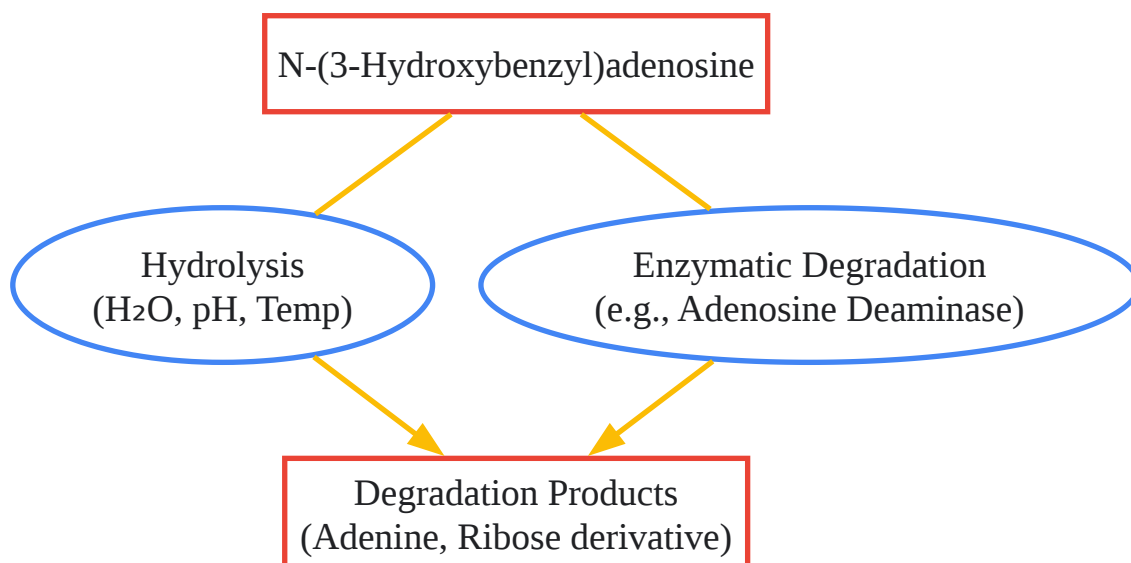 N-(3-Hydroxybenzyl)adenosine
Hydrolysis
(H₂O, pH, Temp)
Enzymatic Degradation
(e.g., Adenosine Deaminase)
Degradation Products
(Adenine, Ribose derivative)